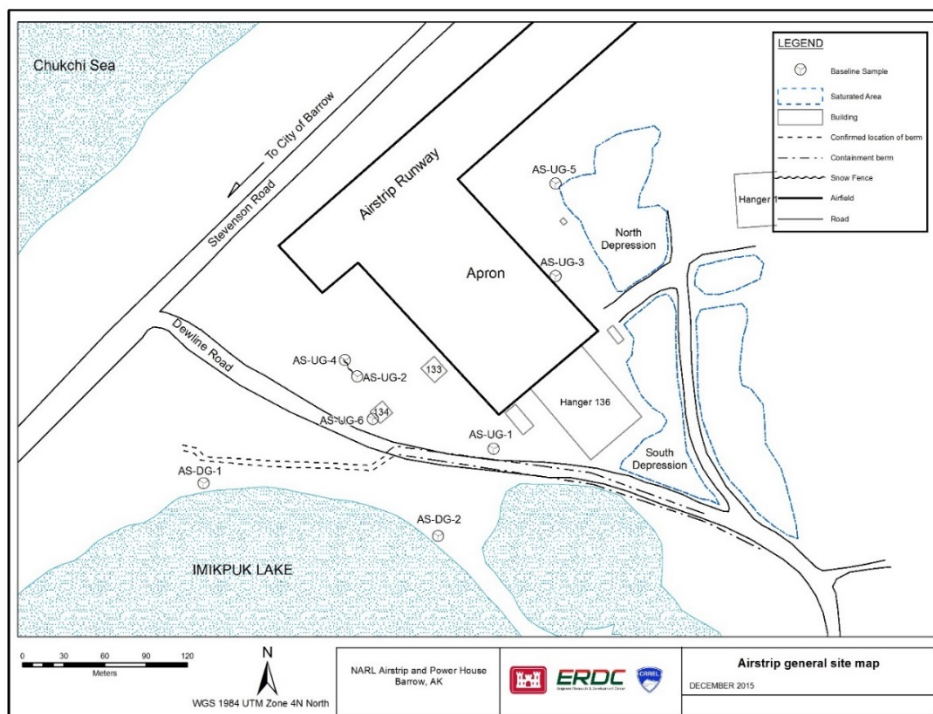 Chukchi Sea
To City of Barrow
Stevenson Road
Airstrip Runway
Apron
AS-UG-5
North
Depression
Hanger 1
AS-UG-3
Dewline Road
AS-UG-4
AS-UG-2
133
134
AS-UG-6
AS-UG-1
Hanger 136
South
Depression
AS-DG-1
AS-DG-2
IMIKPUK LAKE
LEGEND
Baseline Sample
Saturated Area
Building
Confirmed location of berm
Containment berm
Snow Fence
Airfield
Road
0 30 60 90 120
Meters
N
WGS 1984 UTM Zone 4N North
NARL Airstrip and Power House
Barrow, AK
ERDC
CRREL
Airstrip general site map
DECEMBER 2015